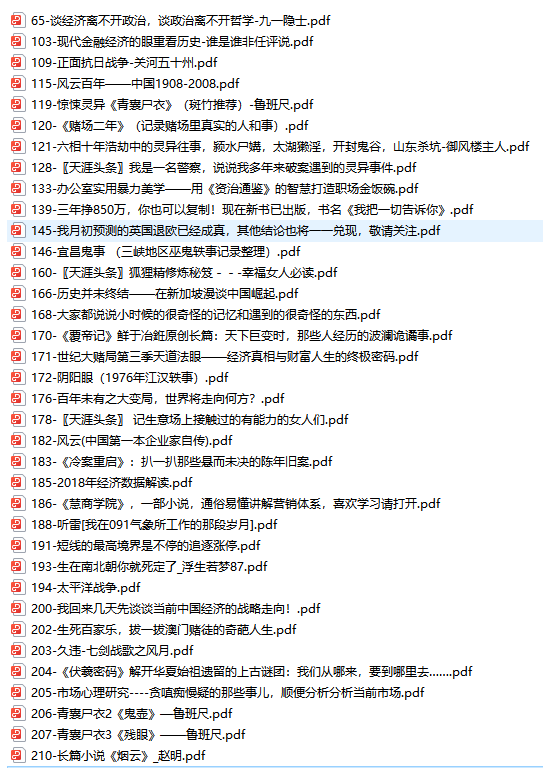 65-谈经济离不开政治，谈政治离不开哲学-九一隐士.pdf
103-现代金融经济的眼重看历史-谁是谁非任评说.pdf
109-正面抗日战争-关河五十州.pdf
115-风云百年——中国1908-2008.pdf
119-惊悚灵异《青囊尸衣》（斑竹推荐）-鲁班尺.pdf
120-《赌场二年》（记录赌场里真实的人和事）.pdf
121-六相十年浩劫中的灵异往事，颍水尸媾，太湖獭淫，开封鬼谷，山东杀坑-御风楼主人.pdf
128-〖天涯头条〗我是一名警察，说说我多年来破案遇到的灵异事件.pdf
133-办公室实用暴力美学——用《资治通鉴》的智慧打造职场金饭碗.pdf
139-三年挣850万，你也可以复制！现在新书已出版，书名《我把一切告诉你》.pdf
145-我月初预测的英国退欧已经成真，其他结论也将一一兑现，敬请关注.pdf
146-宜昌鬼事 （三峡地区巫鬼轶事记录整理）.pdf
160-〖天涯头条〗狐狸精修炼秘笈－－-幸福女人必读.pdf
166-历史并未终结——在新加坡漫谈中国崛起.pdf
168-大家都说说小时候的很奇怪的记忆和遇到的很奇怪的东西.pdf
170-《覆帝记》鲜于冶銋原创长篇：天下巨变时，那些人经历的波澜诡谲事.pdf
171-世纪大赌局第三季天道法眼——经济真相与财富人生的终极密码.pdf
172-阴阳眼（1976年江汉轶事）.pdf
176-百年未有之大变局，世界将走向何方？.pdf
178-〖天涯头条〗 记生意场上接触过的有能力的女人们.pdf
182-风云(中国第一本企业家自传).pdf
183-《冷案重启》：扒一扒那些悬而未决的陈年旧案.pdf
185-2018年经济数据解读.pdf
186-《慧商学院》，一部小说，通俗易懂讲解营销体系，喜欢学习请打开.pdf
188-听雷[我在091气象所工作的那段岁月].pdf
191-短线的最高境界是不停的追逐涨停.pdf
193-生在南北朝你就死定了_浮生若梦87.pdf
194-太平洋战争.pdf
200-我回来几天先谈谈当前中国经济的战略走向！.pdf
202-生死百家乐，拔一拔澳门赌徒的奇葩人生.pdf
203-久违-七剑战歌之风月.pdf
204-《伏羲密码》解开华夏始祖遗留的上古谜团：我们从哪来，要到哪里去.......pdf
205-市场心理研究----贪嗔痴慢疑的那些事儿，顺便分析分析当前市场.pdf
206-青囊尸衣2《鬼壶》—鲁班尺.pdf
207-青囊尸衣3《残眼》——鲁班尺.pdf
210-长篇小说《烟云》_赵明.pdf